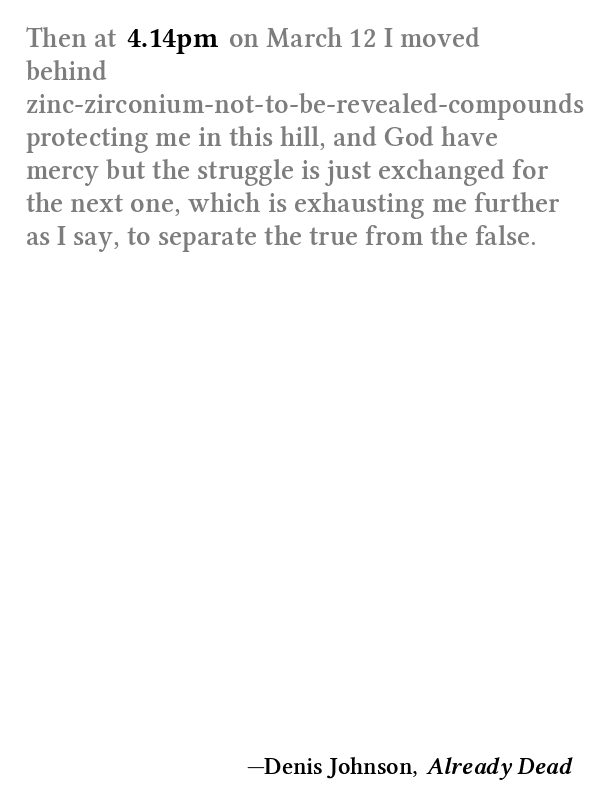 Then at 4.14pm on March 12 I moved
behind
zinc-zirconium-not-to-be-revealed-compounds
protecting me in this hill, and God have
mercy but the struggle is just exchanged for
the next one, which is exhausting me further
as I say, to separate the true from the false.
—Denis Johnson, Already Dead